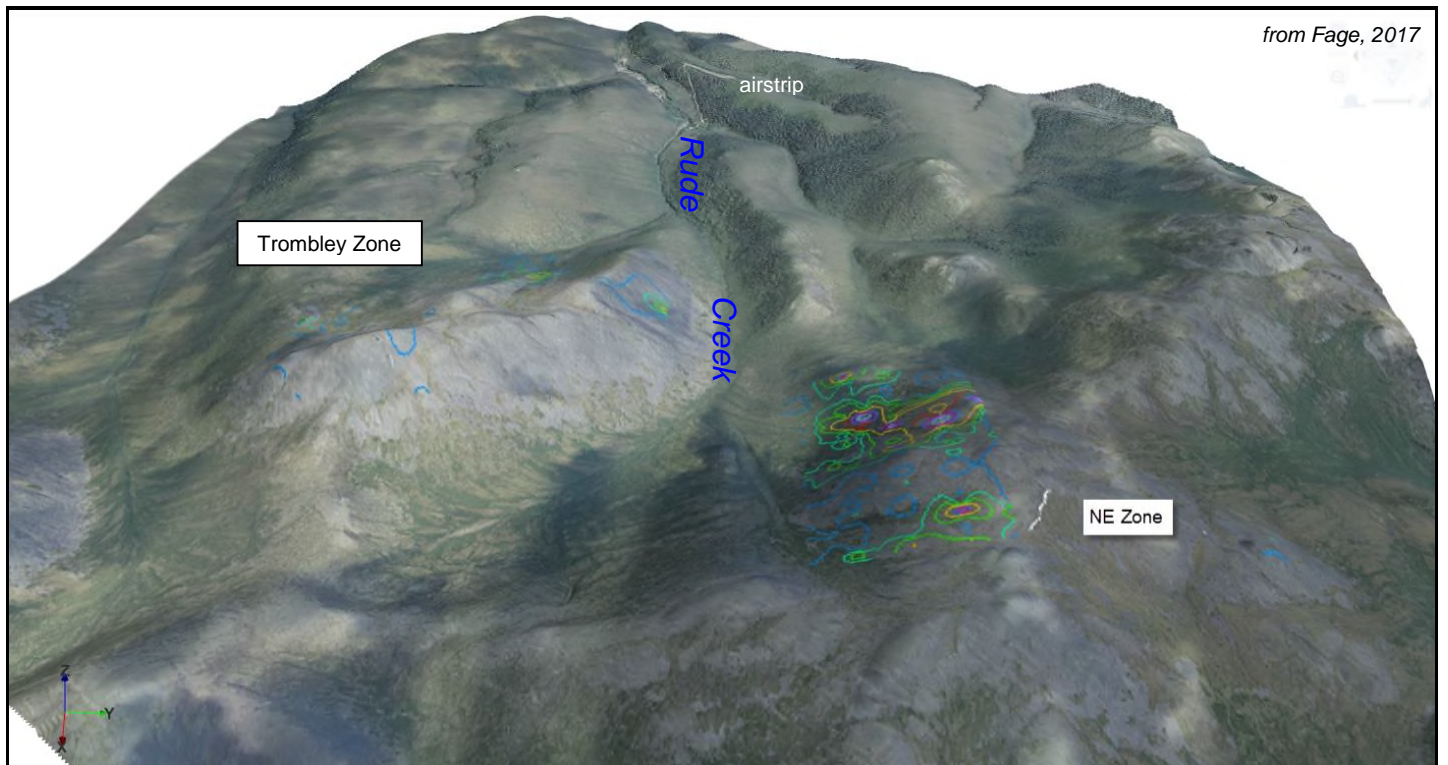 from Fage, 2017
airstrip
Rude
Trombley Zone
Creek
NE Zone
Z
Y
X